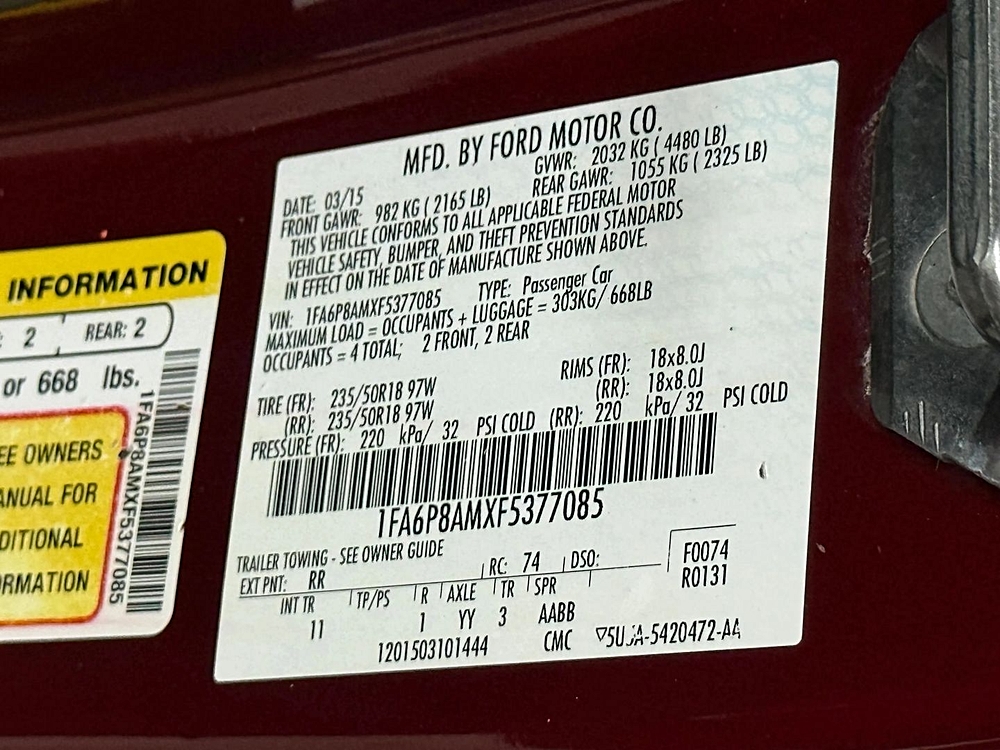 INFORMATION
: 2 REAR: 2
or 668 lbs.
EE OWNERS
ANUAL FOR
DITIONAL
RMATION
1FA6P8AMXF5377085
MFD. BY FORD MOTOR CO.
DATE: 03/15 GVWR: 2032 KG ( 4480 LB)
FRONT GAWR: 982 KG ( 2165 LB) REAR GAWR: 1055 KG ( 2325 LB)
THIS VEHICLE CONFORMS TO ALL APPLICABLE FEDERAL MOTOR
VEHICLE SAFETY, BUMPER, AND THEFT PREVENTION STANDARDS
IN EFFECT ON THE DATE OF MANUFACTURE SHOWN ABOVE.
VIN: 1FA6P8AMXF5377085 TYPE: Passenger Car
MAXIMUM LOAD = OCCUPANTS + LUGGAGE = 303KG/ 668LB
OCCUPANTS = 4 TOTAL; 2 FRONT, 2 REAR
TIRE (FR): 235/50R18 97W RIMS (FR): 18x8.0J
(RR): 235/50R18 97W (RR): 18x8.0J
PRESSURE (FR): 220 kPa/ 32 PSI COLD (RR): 220 kPa/ 32 PSI COLD
1FA6P8AMXF5377085
TRAILER TOWING - SEE OWNER GUIDE
EXT PNT: RR RC: 74 DSO: F0074
R0131
INT TR TP/PS R AXLE TR SPR
11 1 YY 3 AABB
1201503101444 CMC ▽5U5A-5420472-AA